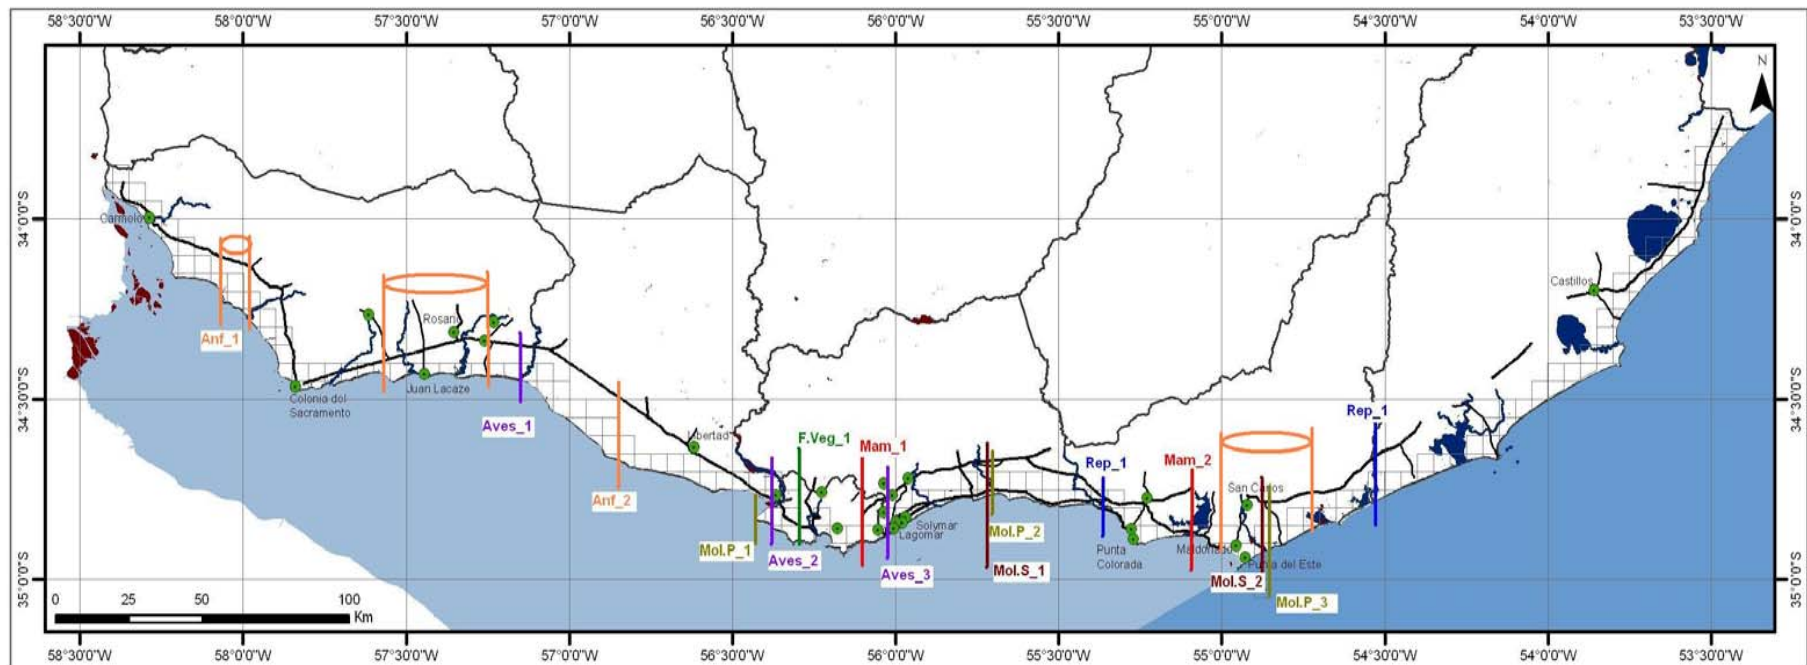 58°30'0"W 58°0'0"W 57°30'0"W 57°0'0"W 56°30'0"W 56°0'0"W 55°30'0"W 55°0'0"W 54°30'0"W 54°0'0"W 53°30'0"W
N
34°0'0"S
34°0'0"S
Carmelo
Castillos
Rosario
Anf_1
Juan Lacaze
Colonia del
Sacramento
34°30'0"S
34°30'0"S
Rep_1
Aves_1
Libertad
F.Veg_1
Mam_1
Rep_1
Mam_2
Anf_2
San Carlos
Solymar
Lagomar
Mol.P_2
Mol.P_1
Punta
Colorada
Maldonado
Aves_2
Punta del Este
Aves_3
Mol.S_1
Mol.S_2
35°0'0"S
35°0'0"S
Mol.P_3
0 25 50 100
Km
58°30'0"W 58°0'0"W 57°30'0"W 57°0'0"W 56°30'0"W 56°0'0"W 55°30'0"W 55°0'0"W 54°30'0"W 54°0'0"W 53°30'0"W